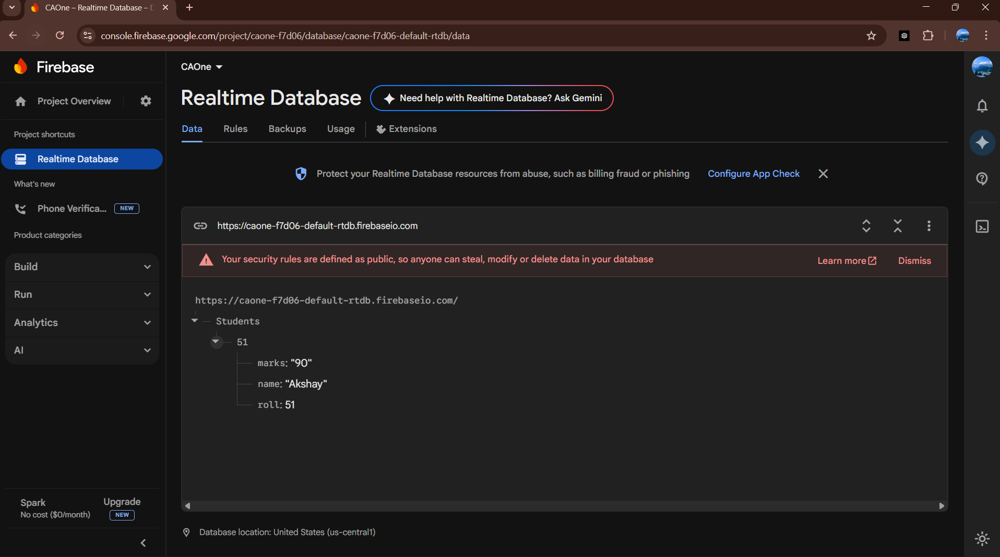 CAOne – Realtime Database –
console.firebase.google.com/project/caone-f7d06/database/caone-f7d06-default-rtdb/data
Firebase
Project Overview
Project shortcuts
Realtime Database
What's new
Phone Verifica... NEW
Product categories
Build
Run
Analytics
AI
Spark
No cost ($0/month)
Upgrade
NEW
CAOne
Realtime Database
Need help with Realtime Database? Ask Gemini
Data Rules Backups Usage Extensions
Protect your Realtime Database resources from abuse, such as billing fraud or phishing Configure App Check
https://caone-f7d06-default-rtdb.firebaseio.com
Your security rules are defined as public, so anyone can steal, modify or delete data in your database Learn more Dismiss
https://caone-f7d06-default-rtdb.firebaseio.com/
Students
51
marks: "90"
name: "Akshay"
roll: 51
Database location: United States (us-central1)